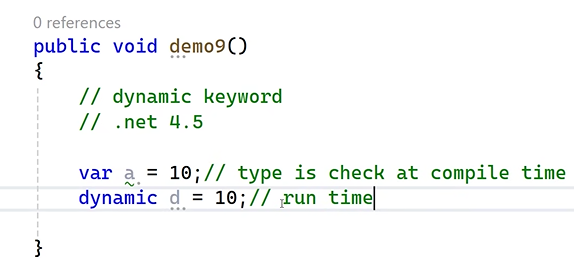 0 references
public void demo9()
{
// dynamic keyword
// .net 4.5
var a = 10;// type is check at compile time
dynamic d = 10;// run time
}